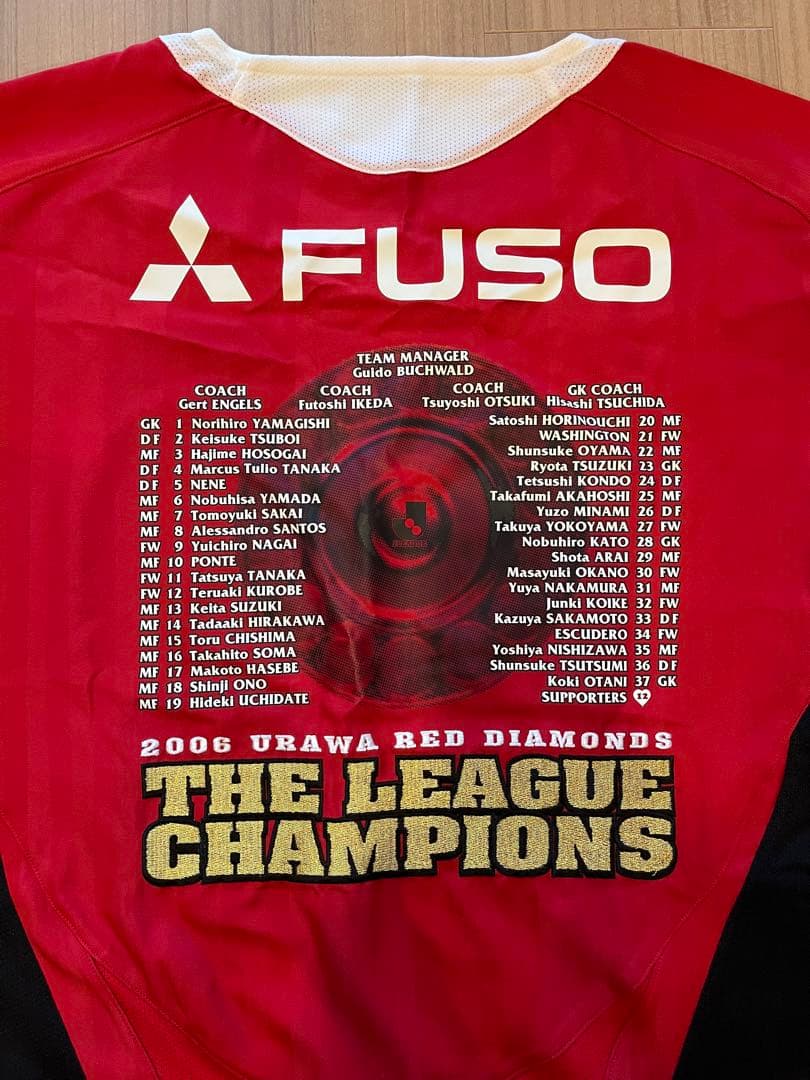 FUSO
TEAM MANAGER
Guido BUCHWALD
COACH
Gert ENGELS
COACH
Futoshi IKEDA
COACH
Tsuyoshi OTSUKI
GK COACH
Hisashi TSUCHIDA
GK 1 Norihiro YAMAGISHI
DF 2 Keisuke TSUBOI
MF 3 Hajime HOSOGAI
DF 4 Marcus Tulio TANAKA
DF 5 NENE
MF 6 Nobuhisa YAMADA
MF 7 Tomoyuki SAKAI
MF 8 Alessandro SANTOS
FW 9 Yuichiro NAGAI
MF 10 PONTE
FW 11 Tatsuya TANAKA
FW 12 Teruaki KUROBE
MF 13 Keita SUZUKI
MF 14 Tadaaki HIRAKAWA
MF 15 Toru CHISHIMA
MF 16 Takahito SOMA
MF 17 Makoto HASEBE
MF 18 Shinji ONO
MF 19 Hideki UCHIDATE
Satoshi HORINOUCHI 20 MF
WASHINGTON 21 FW
Shunsuke OYAMA 22 MF
Ryota TSUZUKI 23 GK
Tetsushi KONDO 24 DF
Takafumi AKAHOSHI 25 MF
Yuzo MINAMI 26 DF
Takuya YOKOYAMA 27 FW
Nobuhiro KATO 28 GK
Shota ARAI 29 MF
Masayuki OKANO 30 FW
Yuya NAKAMURA 31 MF
Junki KOIKE 32 FW
Kazuya SAKAMOTO 33 DF
ESCUDERO 34 FW
Yoshiya NISHIZAWA 35 MF
Shunsuke TSUTSUMI 36 DF
Koki OTANI 37 GK
SUPPORTERS 12
2006 URAWA RED DIAMONDS
THE LEAGUE
CHAMPIONS